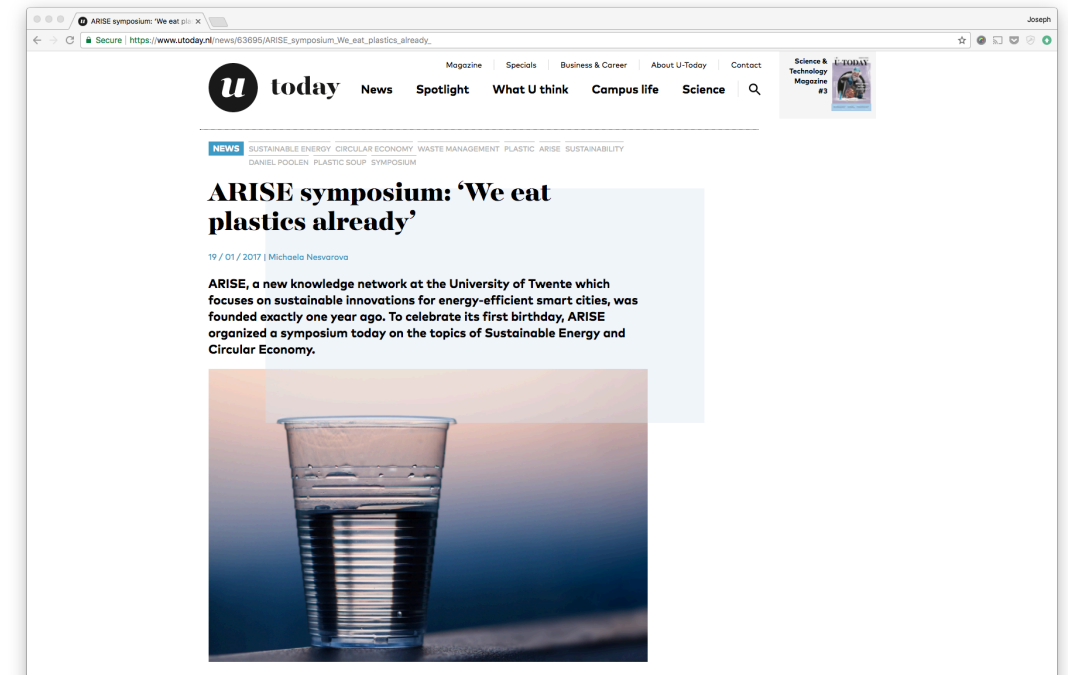 ARISE symposium: 'We eat pla
Joseph
Secure | https://www.utoday.nl/news/63695/ARISE_symposium_We_eat_plastics_already_
Magazine
Specials
Business & Career
About U-Today
Contact
u today
News
Spotlight
What U think
Campus life
Science
Science &
Technology
Magazine
#3
U-TODAY
NEWS SUSTAINABLE ENERGY CIRCULAR ECONOMY WASTE MANAGEMENT PLASTIC ARISE SUSTAINABILITY
DANIEL POOLEN PLASTIC SOUP SYMPOSIUM
ARISE symposium: ‘We eat
plastics already’
19 / 01 / 2017 | Michaela Nesvarova
ARISE, a new knowledge network at the University of Twente which
focuses on sustainable innovations for energy-efficient smart cities, was
founded exactly one year ago. To celebrate its first birthday, ARISE
organized a symposium today on the topics of Sustainable Energy and
Circular Economy.